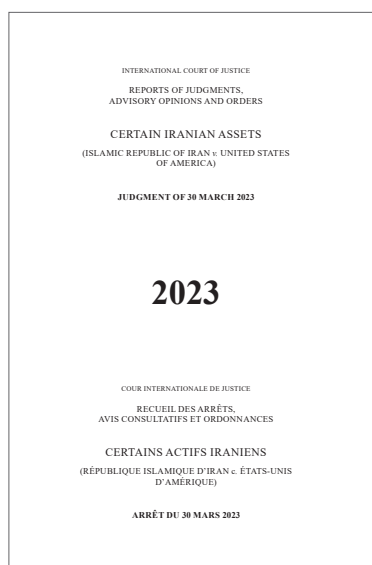 INTERNATIONAL COURT OF JUSTICE
REPORTS OF JUDGMENTS,
ADVISORY OPINIONS AND ORDERS
CERTAIN IRANIAN ASSETS
(ISLAMIC REPUBLIC OF IRAN v. UNITED STATES
OF AMERICA)
JUDGMENT OF 30 MARCH 2023
2023
COUR INTERNATIONALE DE JUSTICE
RECUEIL DES ARRÊTS,
AVIS CONSULTATIFS ET ORDONNANCES
CERTAINS ACTIFS IRANIENS
(RÉPUBLIQUE ISLAMIQUE D’IRAN c. ÉTATS-UNIS
D’AMÉRIQUE)
ARRÊT DU 30 MARS 2023